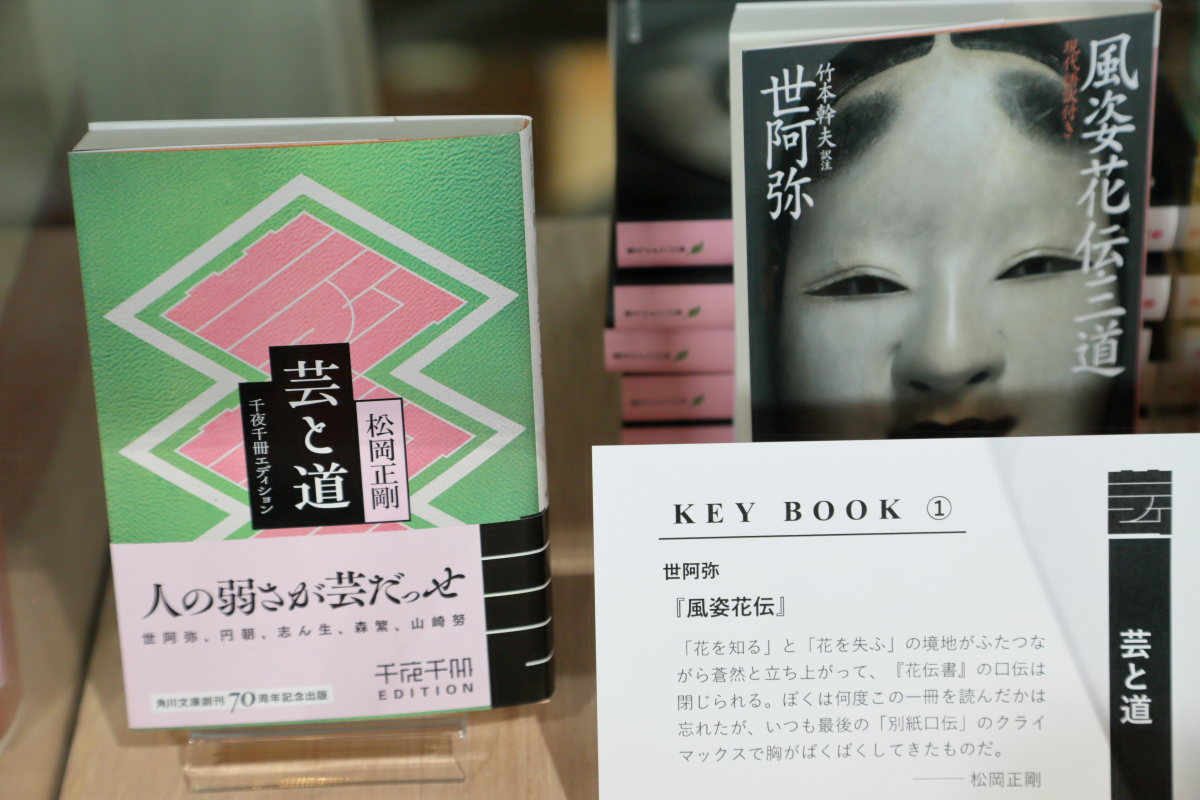 芸と道
千夜千冊エディション
松岡正剛
人の弱さが芸だっせ
世阿弥、円朝、志ん生、森繁、山崎努
千夜千冊
EDITION
角川文庫創刊70周年記念出版
風姿花伝・三道
現代語訳付き
世阿弥
竹本幹夫 訳注
KEY BOOK ①
世阿弥
『風姿花伝』
「花を知る」と「花を失ふ」の境地がふたつな
がら蒼然と立ち上がって、『花伝書』の口伝は
閉じられる。ぼくは何度この一冊を読んだかは
忘れたが、いつも最後の「別紙口伝」のクライ
マックスで胸がばくばくしてきたものだ。
——松岡正剛
芸
芸と道